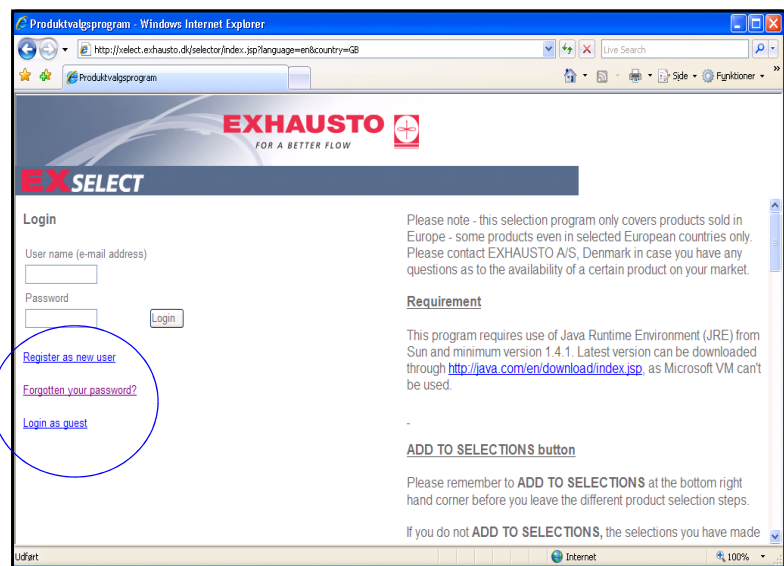 Produktvalgsprogram - Windows Internet Explorer
http://xelect.exhausto.dk/selector/index.jsp?language=en&country=GB
Live Search
Produktvalgsprogram
Side
Funktioner
»
EXHAUSTO
FOR A BETTER FLOW
EXSELECT
Login
User name (e-mail address)
Password
Login
Register as new user
Forgotten your password?
Login as guest
Please note - this selection program only covers products sold in
Europe - some products even in selected European countries only.
Please contact EXHAUSTO A/S, Denmark in case you have any
questions as to the availability of a certain product on your market.
Requirement
This program requires use of Java Runtime Environment (JRE) from
Sun and minimum version 1.4.1. Latest version can be downloaded
through http://java.com/en/download/index.jsp, as Microsoft VM can't
be used.
-
ADD TO SELECTIONS button
Please remember to ADD TO SELECTIONS at the bottom right
hand corner before you leave the different product selection steps.
If you do not ADD TO SELECTIONS, the selections you have made
Udført
Internet
100%